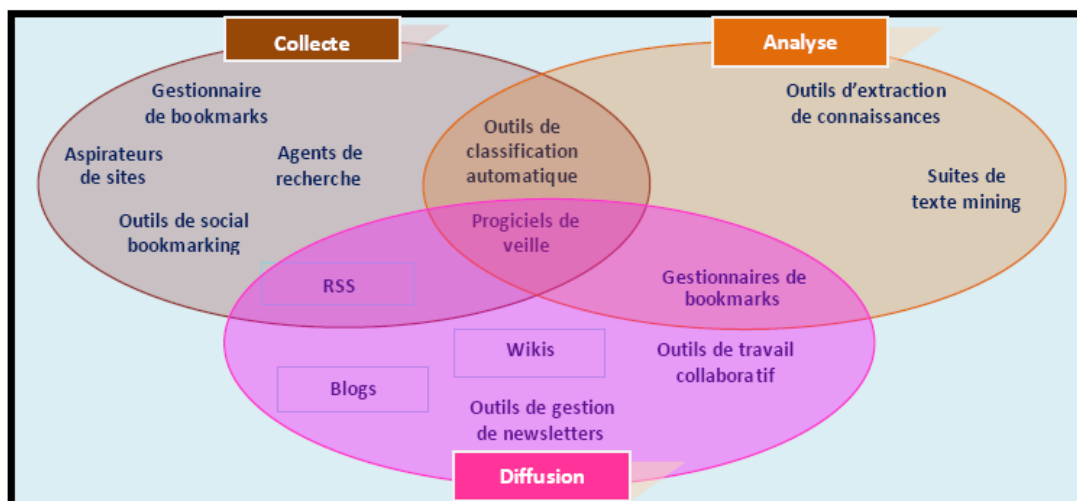 Collecte
Analyse
Gestionnaire
de bookmarks
Outils d'extraction
de connaissances
Outils de
classification
automatique
Aspirateurs
de sites
Agents de
recherche
Suites de
texte mining
Outils de social
bookmarking
Progiciels de
veille
RSS
Gestionnaires de
bookmarks
Wikis
Outils de travail
collaboratif
Blogs
Outils de gestion
de newsletters
Diffusion